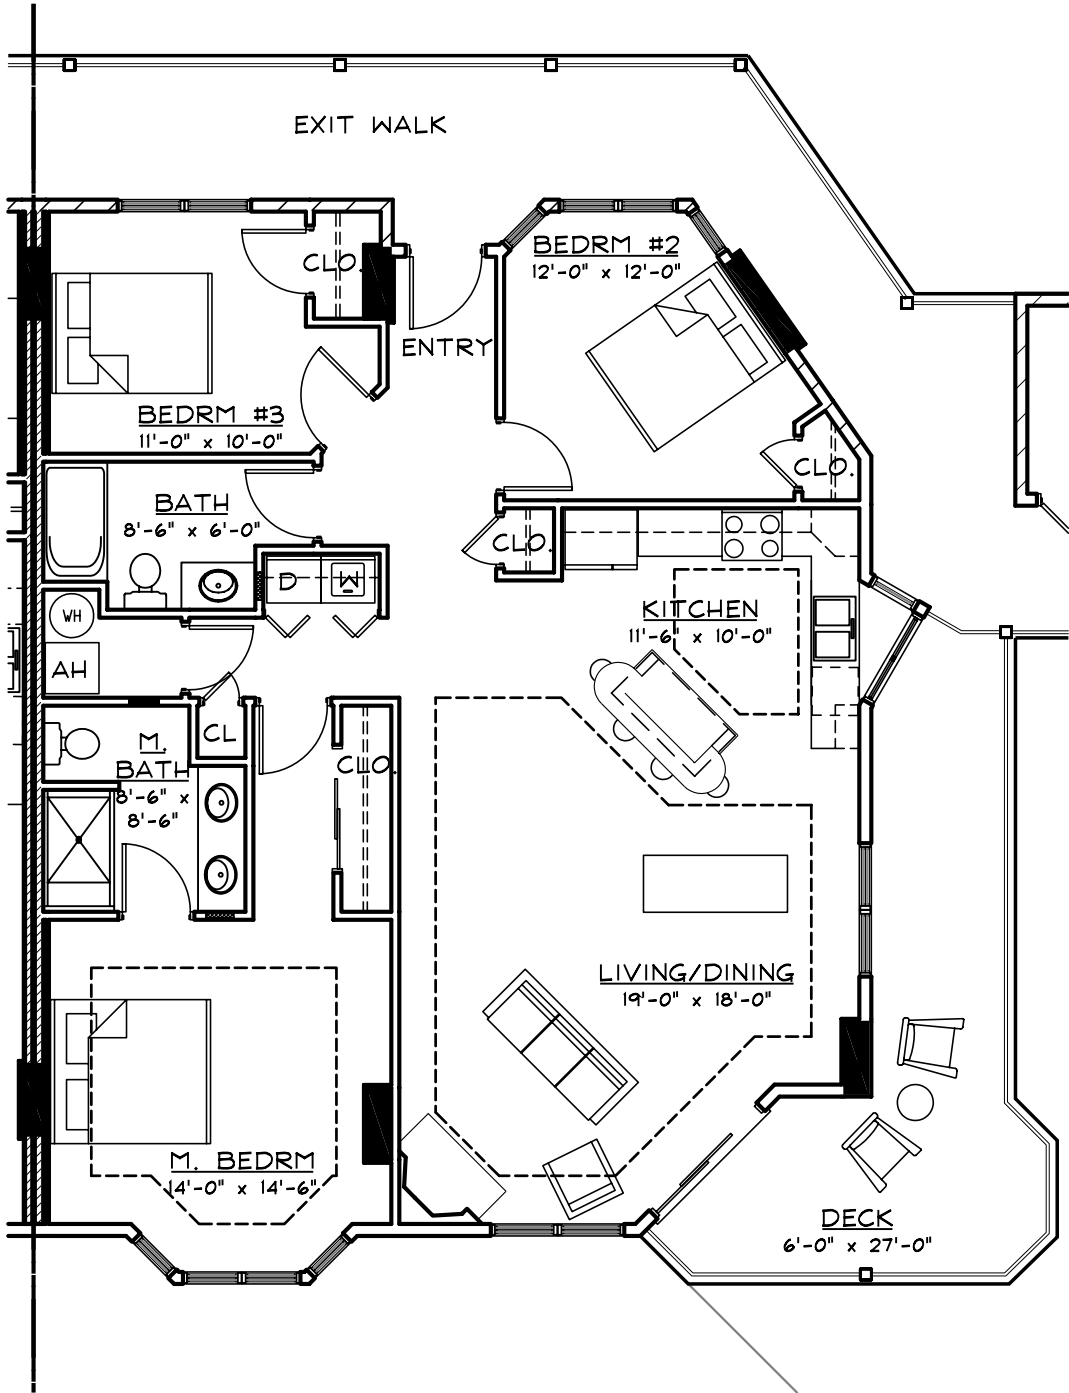 EXIT WALK
CLO.
BEDRM #2
12'-0" x 12'-0"
ENTRY
BEDRM #3
11'-0" x 10'-0"
CLO.
BATH
8'-6" x 6'-0"
CLO.
D
W
WH
KITCHEN
11'-6" x 10'-0"
AH
CL
M.
BATH
8'-6" x
8'-6"
CLO.
LIVING/DINING
19'-0" x 18'-0"
M. BEDRM
14'-0" x 14'-6"
DECK
6'-0" x 27'-0"